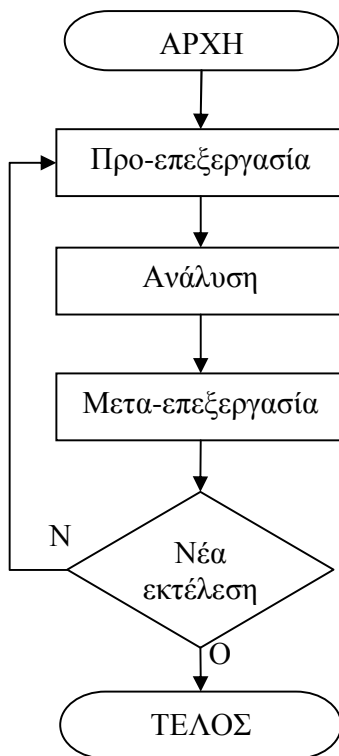 ΑΡΧΗ
Προ-επεξεργασία
Ανάλυση
Μετα-επεξεργασία
Ν
Νέα
εκτέλεση
Ο
ΤΕΛΟΣ